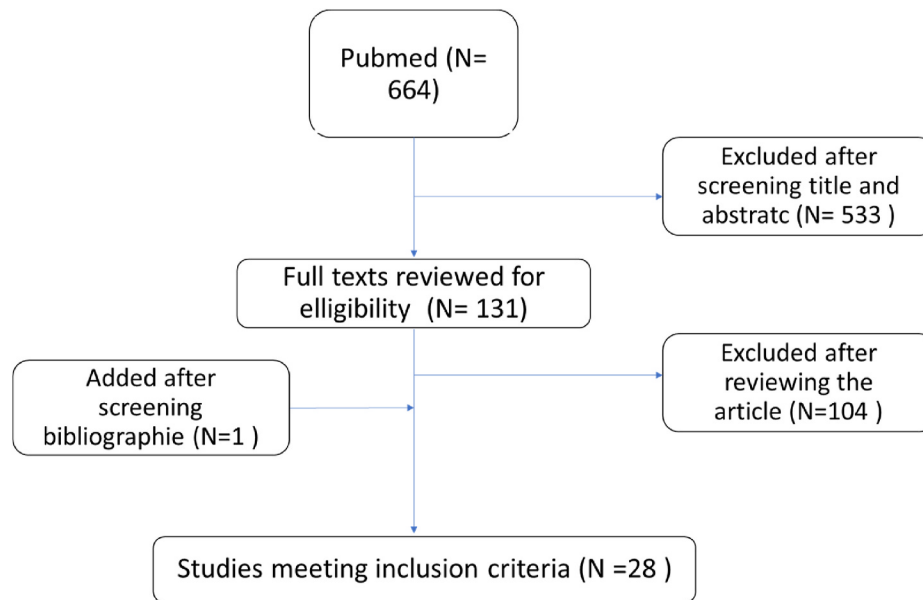 Pubmed (N=
664)
Excluded after
screening title and
abstratc (N= 533 )
Full texts reviewed for
elligibility  (N= 131)
Excluded after
reviewing the
article (N=104 )
Added after
screening
bibliographie (N=1 )
Studies meeting inclusion criteria (N =28 )